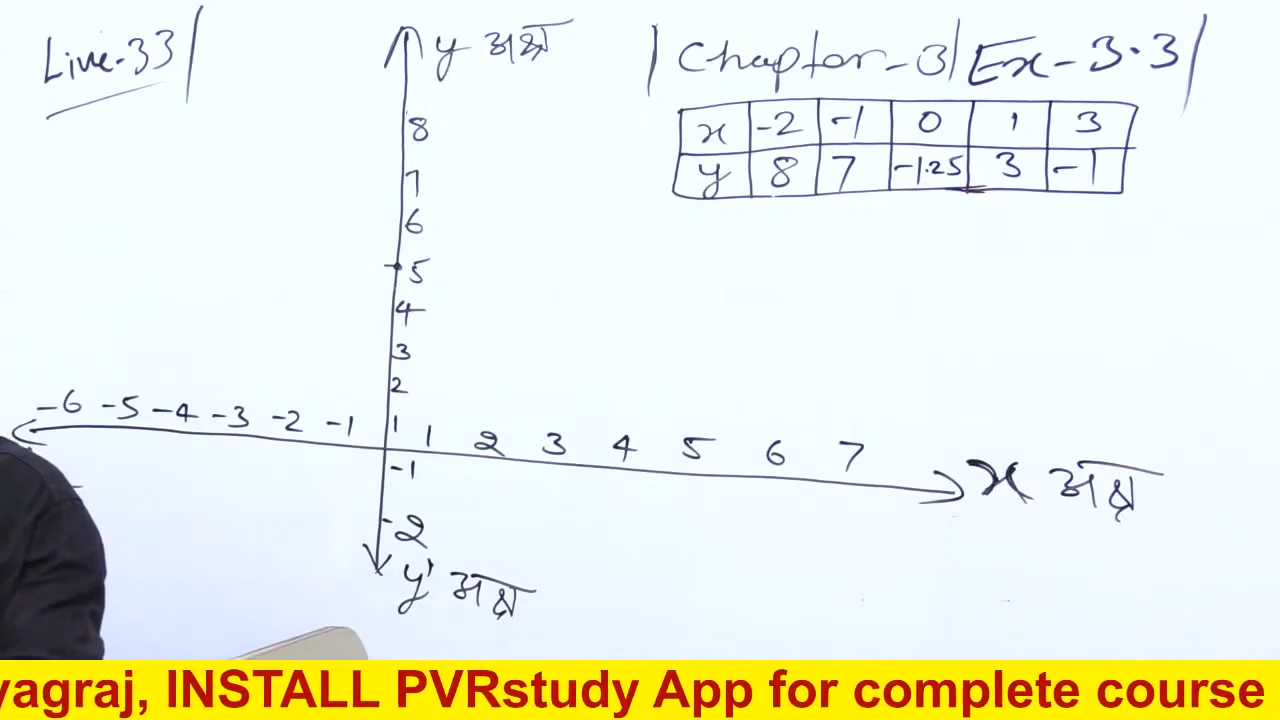 Live-33
y अक्ष
Chapter-3 Ex-3.3
x -2 -1 0 1 3
y 8 7 -1.25 3 -1
8
7
6
5
4
3
2
1
-6 -5 -4 -3 -2 -1 1 2 3 4 5 6 7
x अक्ष
-1
-2
y' अक्ष
yagraj, INSTALL PVRstudy App for complete course